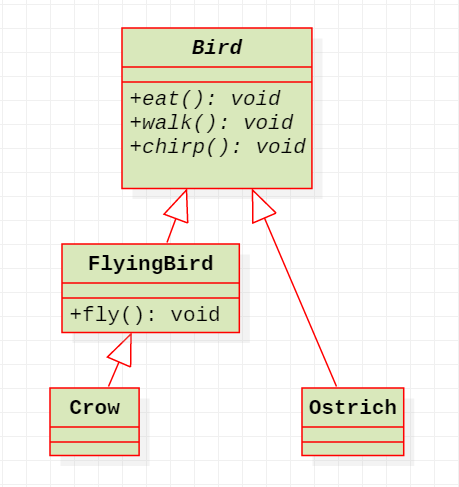 Bird
+eat(): void
+walk(): void
+chirp(): void
FlyingBird
+fly(): void
Crow
Ostrich